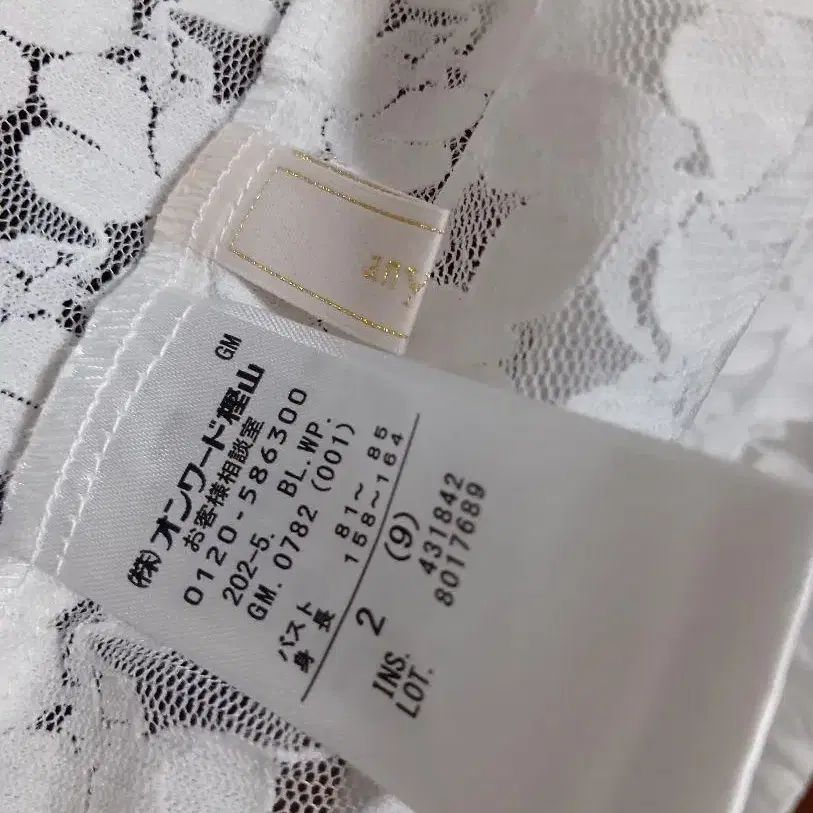 GM
(株)オンワード樫山
お客様相談室
0120-586300
202-5. BL.WP.
GM.0782 (001)
バスト 81～ 85
身長 158～164
2 (9)
INS. 431842
LOT. 8017689